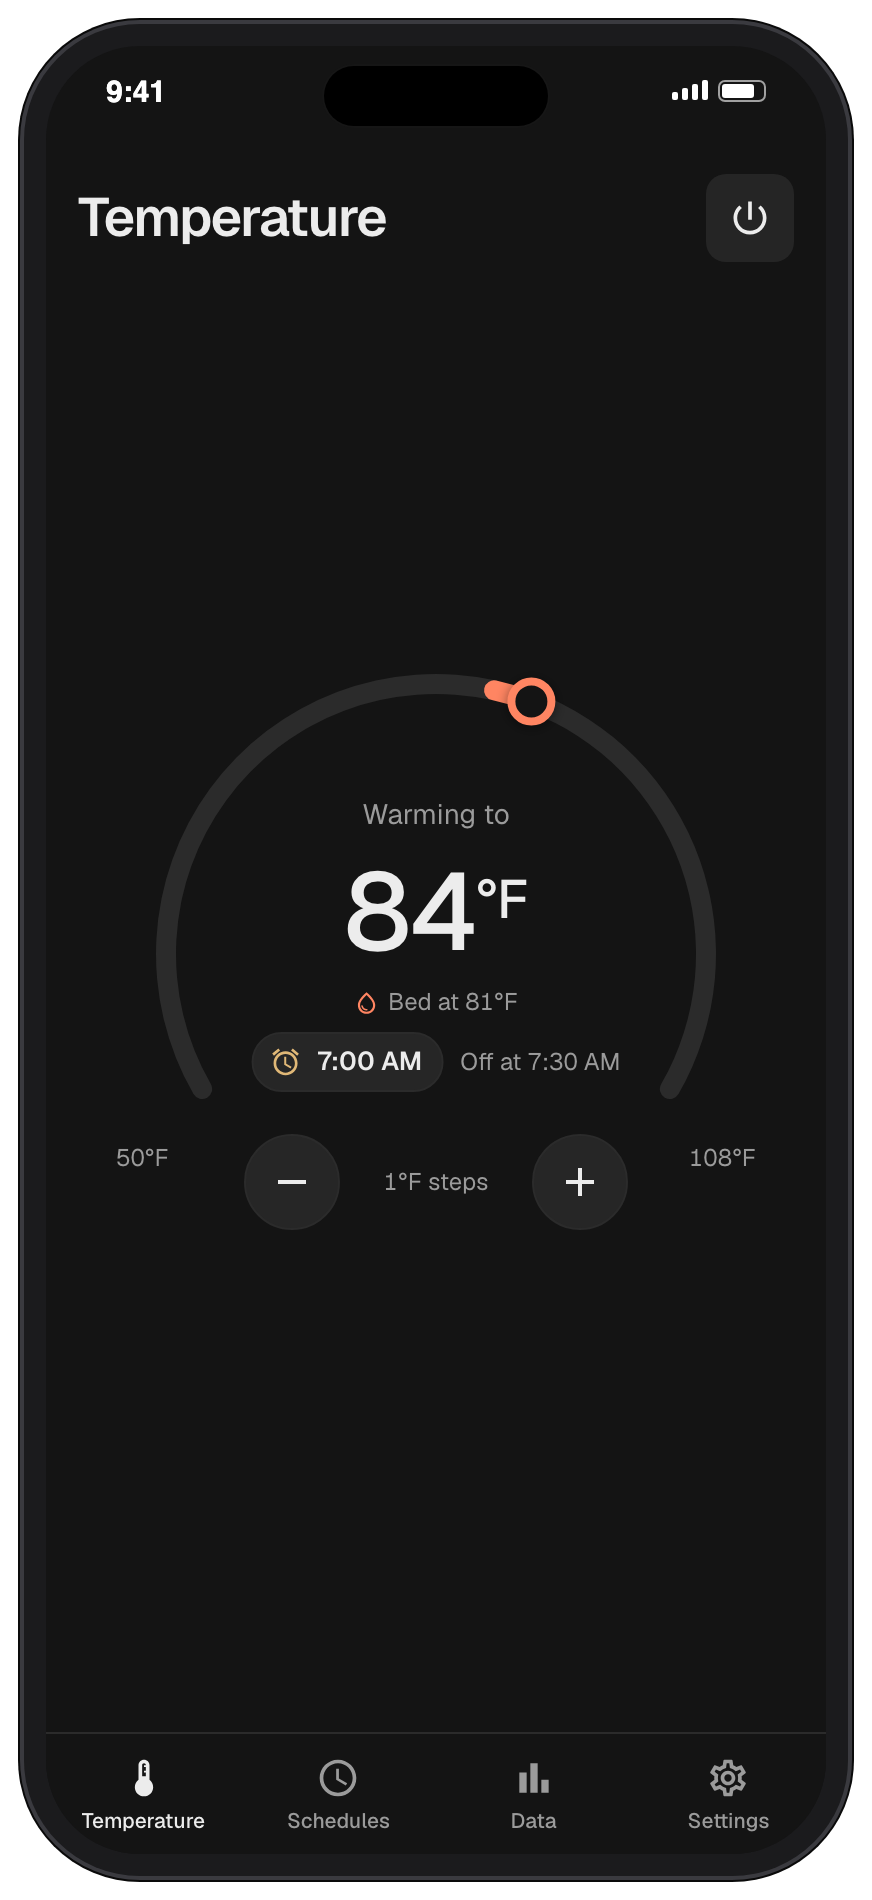 9:41
Temperature
Warming to
84°F
Bed at 81°F
7:00 AM Off at 7:30 AM
50°F 1°F steps 108°F
Temperature Schedules Data Settings